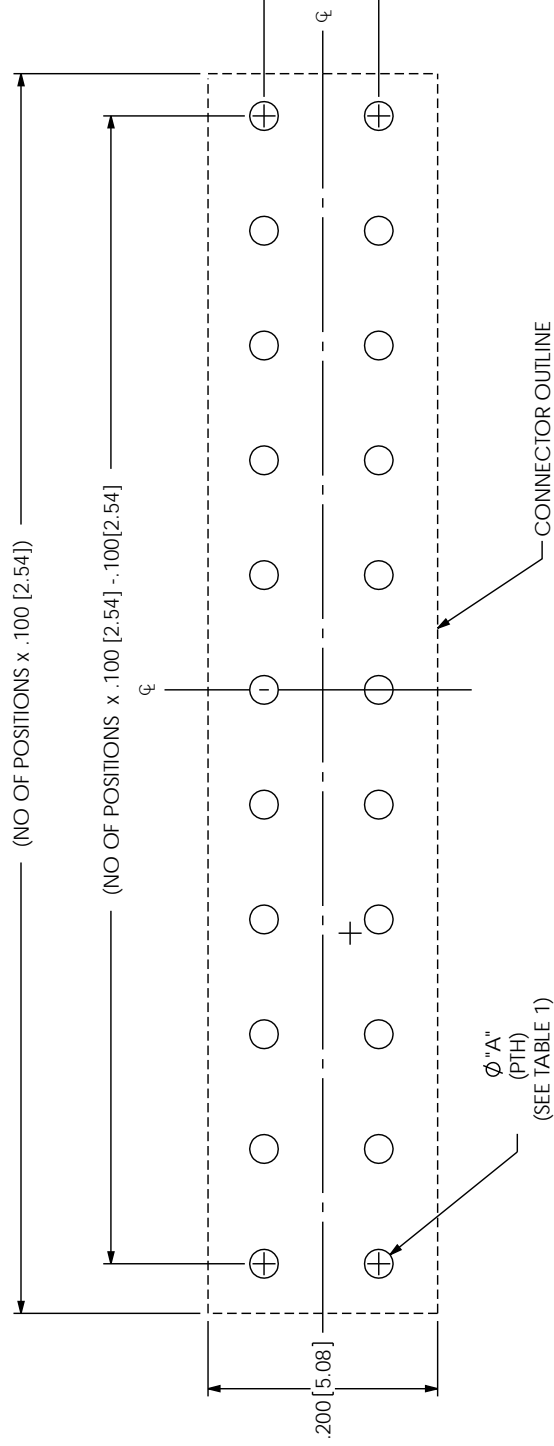 (NO OF POSITIONS x .100 [2.54])
(NO OF POSITIONS x .100 [2.54] -.100[2.54]
℄
℄
.200 [5.08]
CONNECTOR OUTLINE
Ø "A"
(PTH)
(SEE TABLE 1)